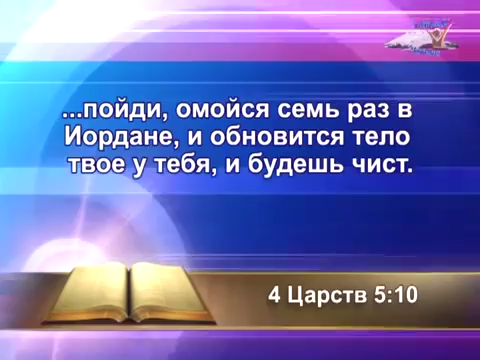 ...пойди, омойся семь раз в
Иордане, и обновится тело
твое у тебя, и будешь чист.
4 Царств 5:10